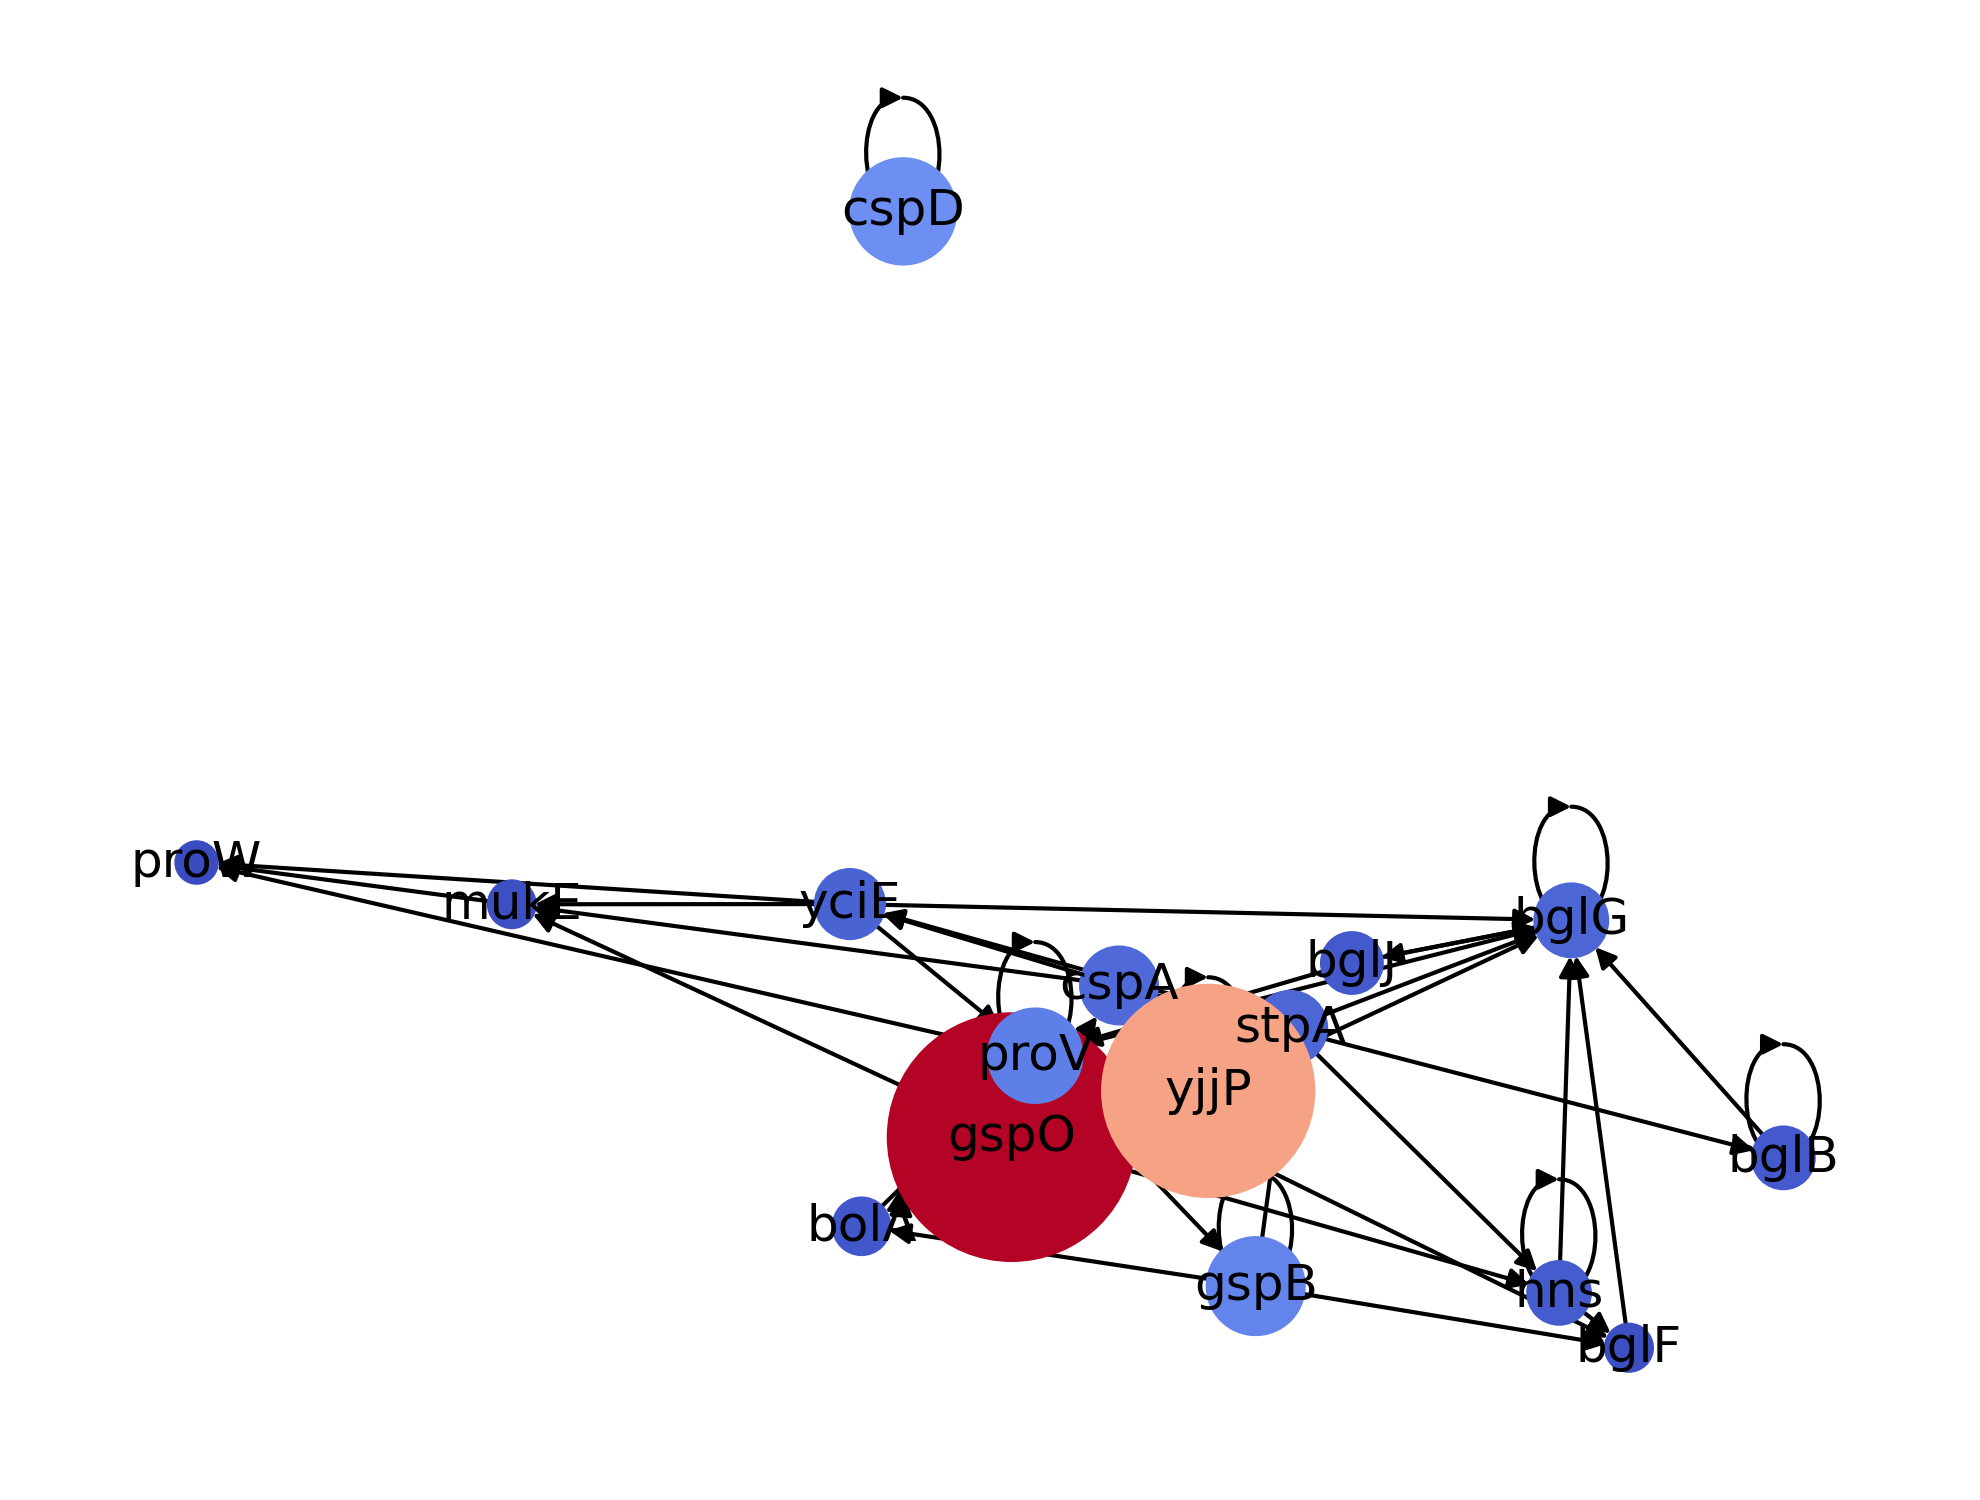 cspD
proW
mukE
yciE
bglG
bglJ
cspA
stpA
proV
yjjP
gspO
bglB
bolA
gspB
hns
bglF